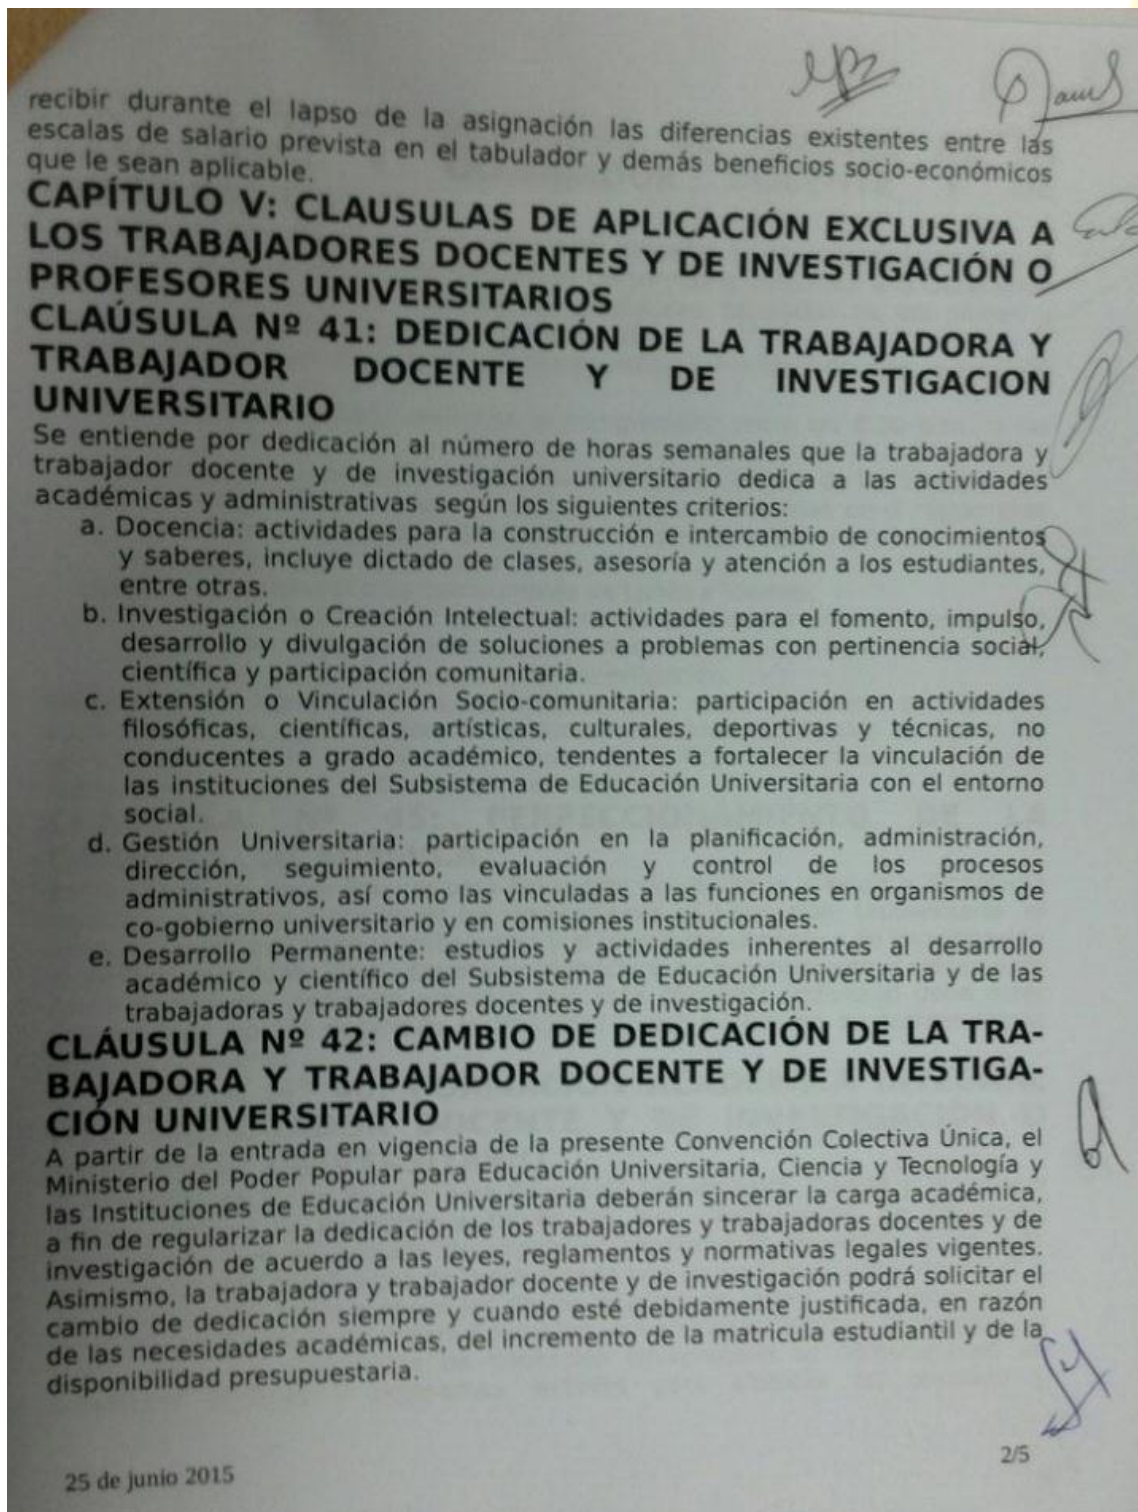 recibir durante el lapso de la asignación las diferencias existentes entre las
escalas de salario prevista en el tabulador y demás beneficios socio-económicos
que le sean aplicable.
CAPÍTULO V: CLAUSULAS DE APLICACIÓN EXCLUSIVA A
LOS TRABAJADORES DOCENTES Y DE INVESTIGACIÓN O
PROFESORES UNIVERSITARIOS
CLAÚSULA Nº 41: DEDICACIÓN DE LA TRABAJADORA Y
TRABAJADOR DOCENTE Y DE INVESTIGACION
UNIVERSITARIO
Se entiende por dedicación al número de horas semanales que la trabajadora y
trabajador docente y de investigación universitario dedica a las actividades
académicas y administrativas según los siguientes criterios:
a. Docencia: actividades para la construcción e intercambio de conocimientos
y saberes, incluye dictado de clases, asesoría y atención a los estudiantes,
entre otras.
b. Investigación o Creación Intelectual: actividades para el fomento, impulso,
desarrollo y divulgación de soluciones a problemas con pertinencia social,
científica y participación comunitaria.
c. Extensión o Vinculación Socio-comunitaria: participación en actividades
filosóficas, científicas, artísticas, culturales, deportivas y técnicas, no
conducentes a grado académico, tendentes a fortalecer la vinculación de
las instituciones del Subsistema de Educación Universitaria con el entorno
social.
d. Gestión Universitaria: participación en la planificación, administración,
dirección, seguimiento, evaluación y control de los procesos
administrativos, así como las vinculadas a las funciones en organismos de
co-gobierno universitario y en comisiones institucionales.
e. Desarrollo Permanente: estudios y actividades inherentes al desarrollo
académico y científico del Subsistema de Educación Universitaria y de las
trabajadoras y trabajadores docentes y de investigación.
CLÁUSULA Nº 42: CAMBIO DE DEDICACIÓN DE LA TRA-
BAJADORA Y TRABAJADOR DOCENTE Y DE INVESTIGA-
CIÓN UNIVERSITARIO
A partir de la entrada en vigencia de la presente Convención Colectiva Única, el
Ministerio del Poder Popular para Educación Universitaria, Ciencia y Tecnología y
las Instituciones de Educación Universitaria deberán sincerar la carga académica,
a fin de regularizar la dedicación de los trabajadores y trabajadoras docentes y de
investigación de acuerdo a las leyes, reglamentos y normativas legales vigentes.
Asimismo, la trabajadora y trabajador docente y de investigación podrá solicitar el
cambio de dedicación siempre y cuando esté debidamente justificada, en razón
de las necesidades académicas, del incremento de la matricula estudiantil y de la
disponibilidad presupuestaria.
2/5
25 de junio 2015